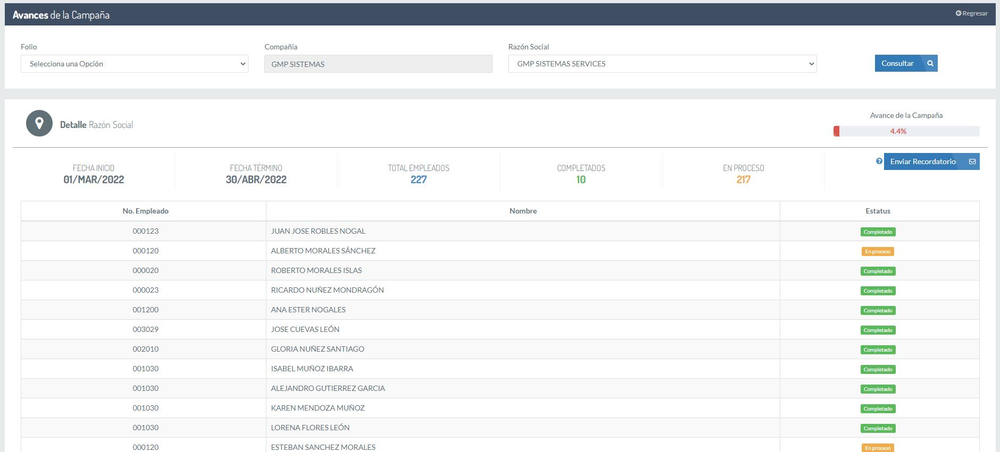 Avances de la Campaña
Regresar
Folio
Compañia
Razón Social
Selecciona una Opción
GMP SISTEMAS
GMP SISTEMAS SERVICES
Consultar
Detalle Razón Social
Avance de la Campaña
4.4%
FECHA INICIO
01/MAR/2022
FECHA TÉRMINO
30/ABR/2022
TOTAL EMPLEADOS
227
COMPLETADOS
10
EN PROCESO
217
Enviar Recordatorio
No. Empleado Nombre Estatus
000123 JUAN JOSE ROBLES NOGAL Completado
000120 ALBERTO MORALES SÁNCHEZ En proceso
000020 ROBERTO MORALES ISLAS Completado
000023 RICARDO NUÑEZ MONDRAGÓN Completado
001200 ANA ESTER NOGALES Completado
003029 JOSE CUEVAS LEÓN Completado
002010 GLORIA NUÑEZ SANTIAGO Completado
001030 ISABEL MUÑOZ IBARRA Completado
001030 ALEJANDRO GUTIERREZ GARCIA Completado
001030 KAREN MENDOZA MUÑOZ Completado
001030 LORENA FLORES LEÓN Completado
000120 ESTEBAN SANCHEZ MORALES En proceso